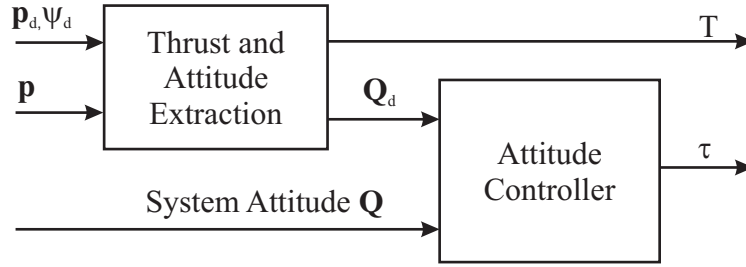 p_d,ψ_d
p
Thrust and
Attitude
Extraction
T
Q_d
Attitude
Controller
τ
System Attitude Q